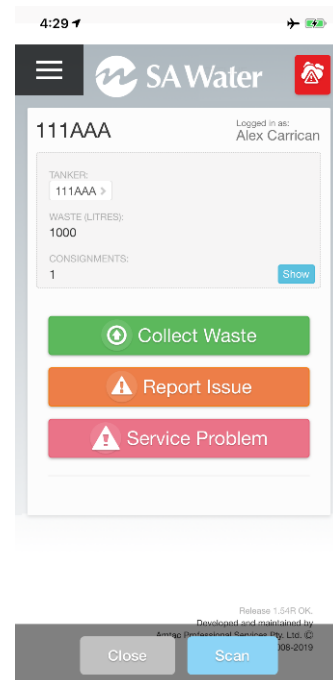 4:29
SA Water
111AAA
Logged in as:
Alex Carrican
TANKER:
111AAA >
WASTE (LITRES):
1000
CONSIGNMENTS:
1
Show
Collect Waste
Report Issue
Service Problem
Release 1.54R OK.
Developed and maintained by
Amtac Professional Services Pty. Ltd. ©
008-2019
Close
Scan